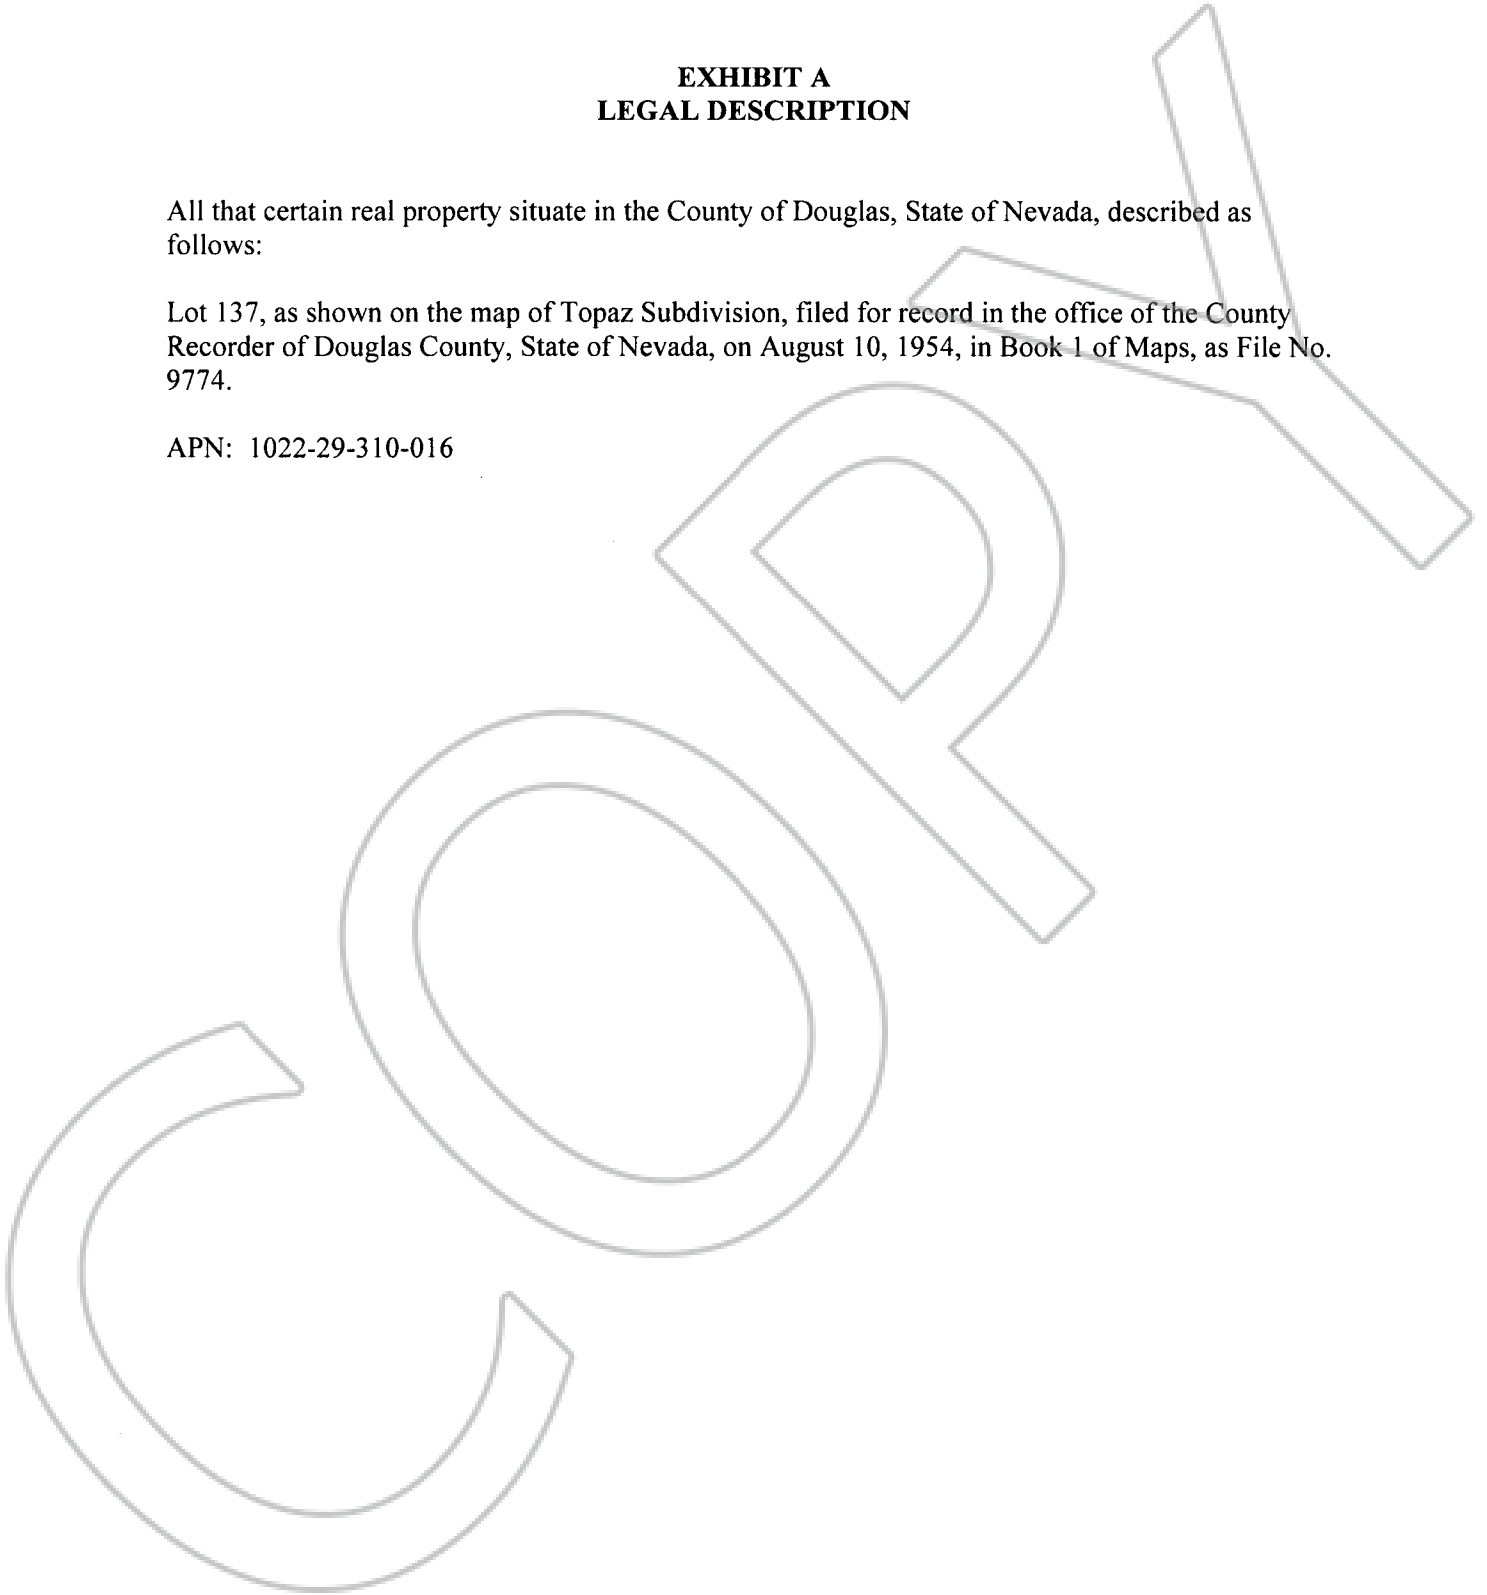 EXHIBIT A
LEGAL DESCRIPTION
All that certain real property situate in the County of Douglas, State of Nevada, described as
follows:
Lot 137, as shown on the map of Topaz Subdivision, filed for record in the office of the County
Recorder of Douglas County, State of Nevada, on August 10, 1954, in Book 1 of Maps, as File No.
9774.
APN: 1022-29-310-016
COPY